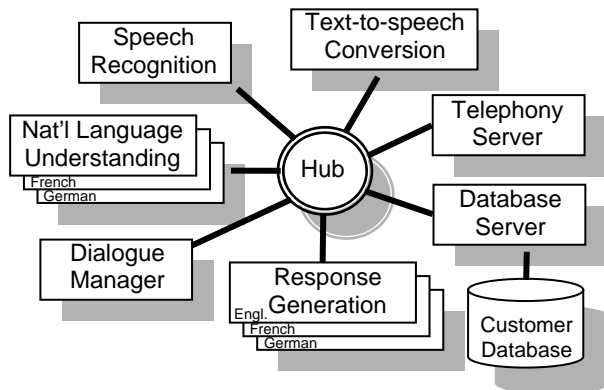 Speech
Recognition
Text-to-speech
Conversion
Nat'l Language
Understanding
French
German
Hub
Telephony
Server
Database
Server
Dialogue
Manager
Response
Generation
Engl.
French
German
Customer
Database